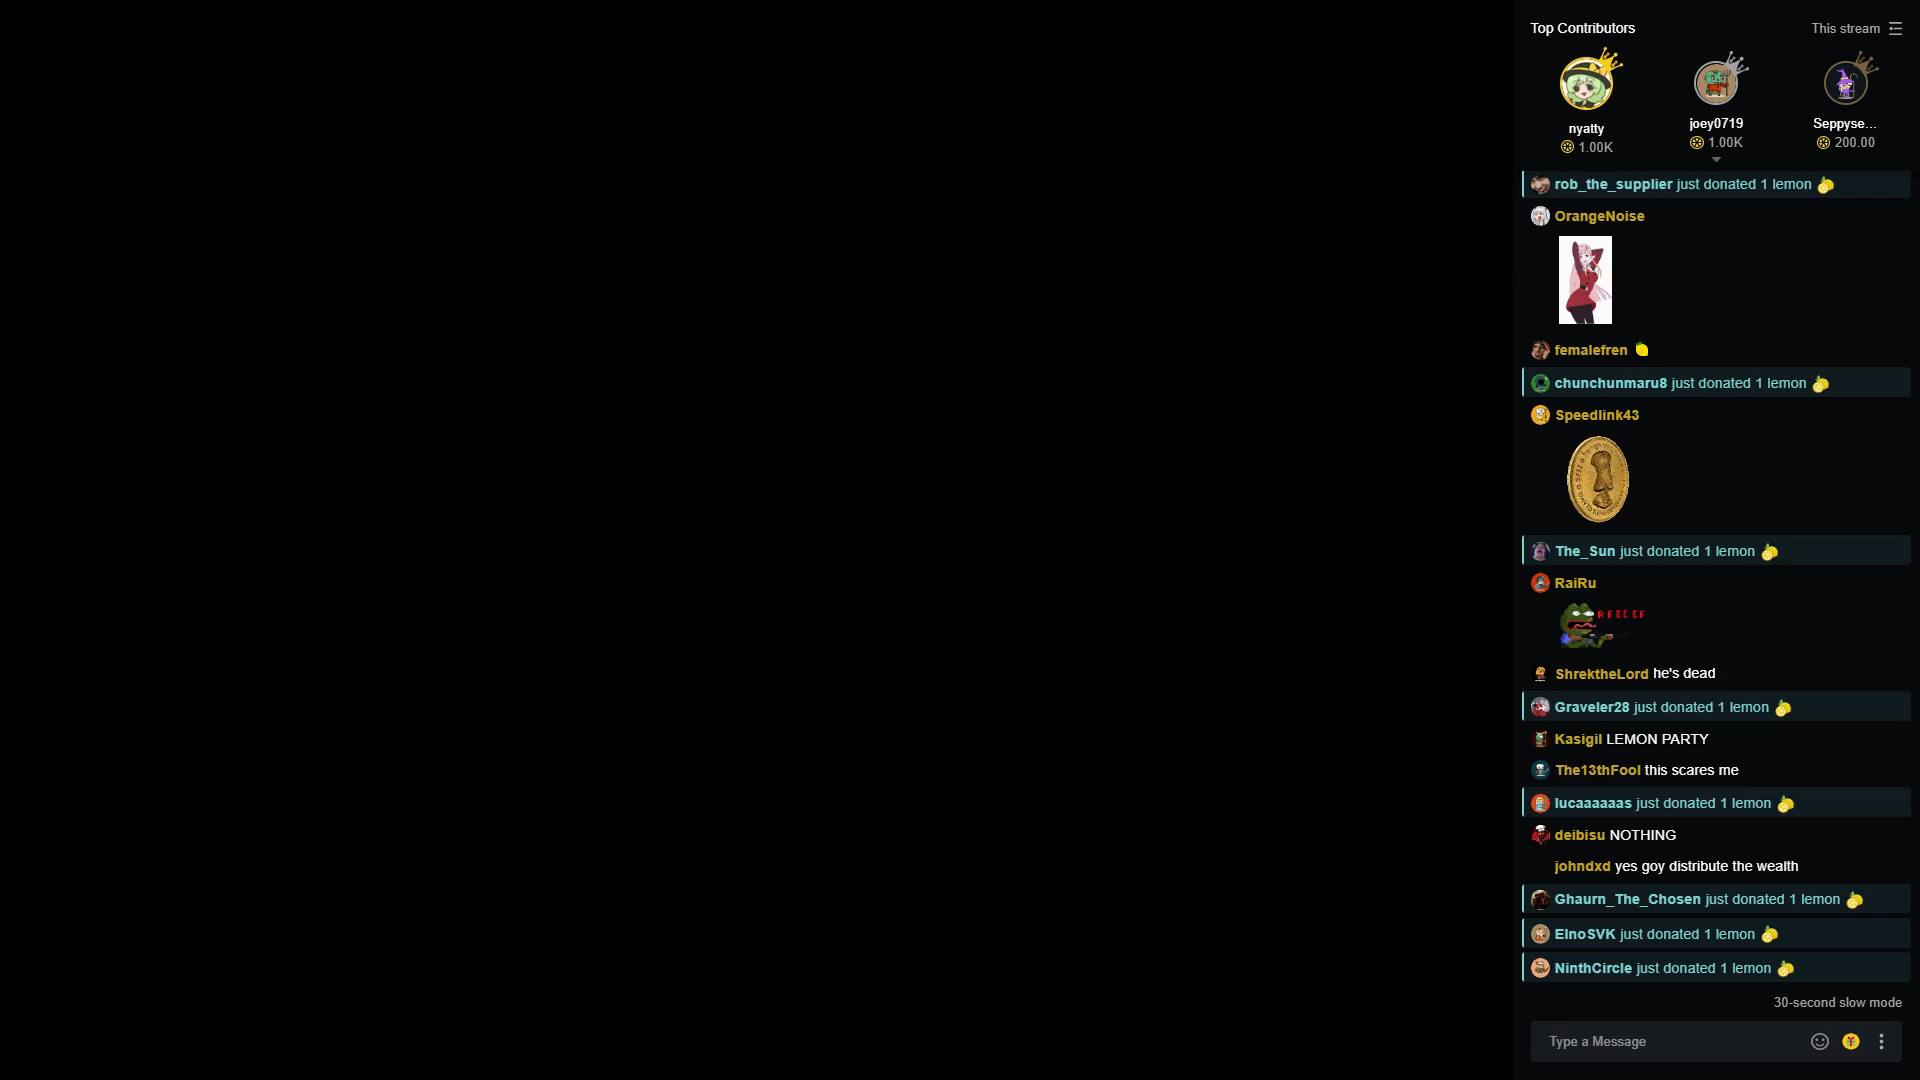 Top Contributors
This stream
nyatty
1.00K
joey0719
1.00K
Seppyse...
200.00
rob_the_supplier just donated 1 lemon
OrangeNoise
femalefren
chunchunmaru8 just donated 1 lemon
Speedlink43
The_Sun just donated 1 lemon
RaiRu
ShrektheLord he's dead
Graveler28 just donated 1 lemon
Kasigil LEMON PARTY
The13thFool this scares me
lucaaaaaas just donated 1 lemon
deibisu NOTHING
johndxd yes goy distribute the wealth
Ghaurn_The_Chosen just donated 1 lemon
ElnoSVK just donated 1 lemon
NinthCircle just donated 1 lemon
30-second slow mode
Type a Message